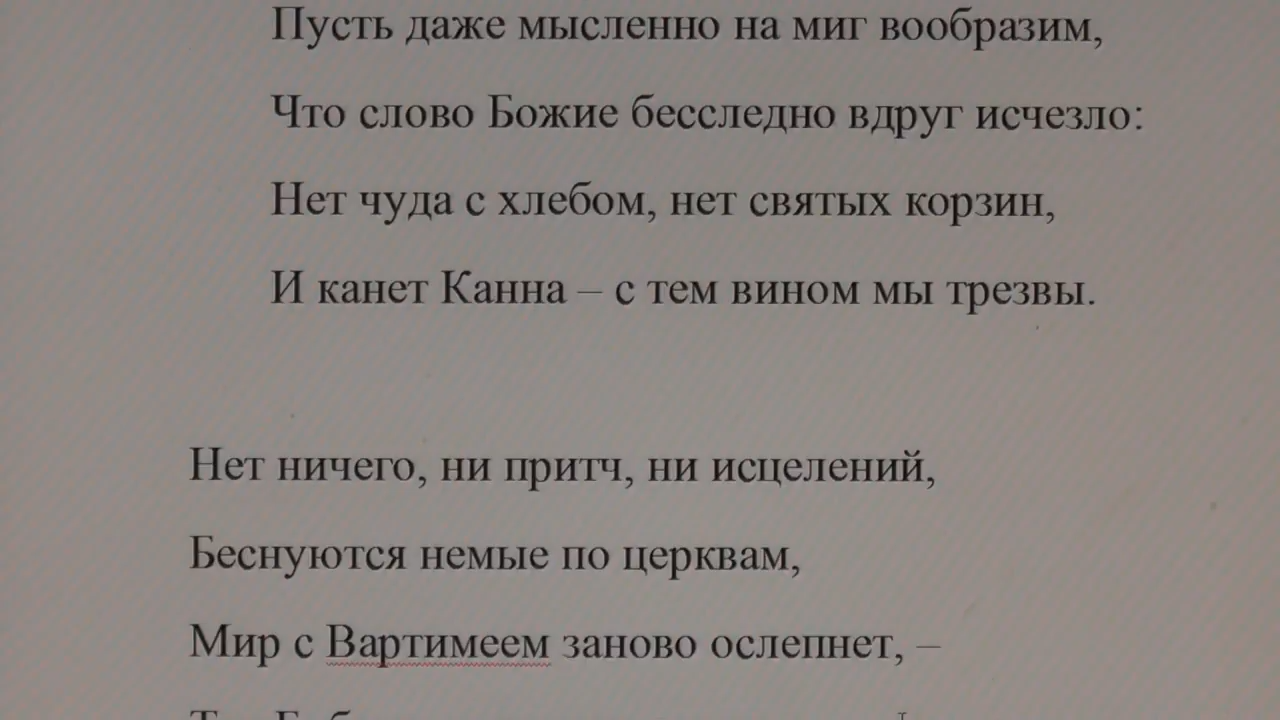 Пусть даже мысленно на миг вообразим,
Что слово Божие бесследно вдруг исчезло:
Нет чуда с хлебом, нет святых корзин,
И канет Канна – с тем вином мы трезвы.
Нет ничего, ни притч, ни исцелений,
Беснуются немые по церквам,
Мир с Вартимеем заново ослепнет, –